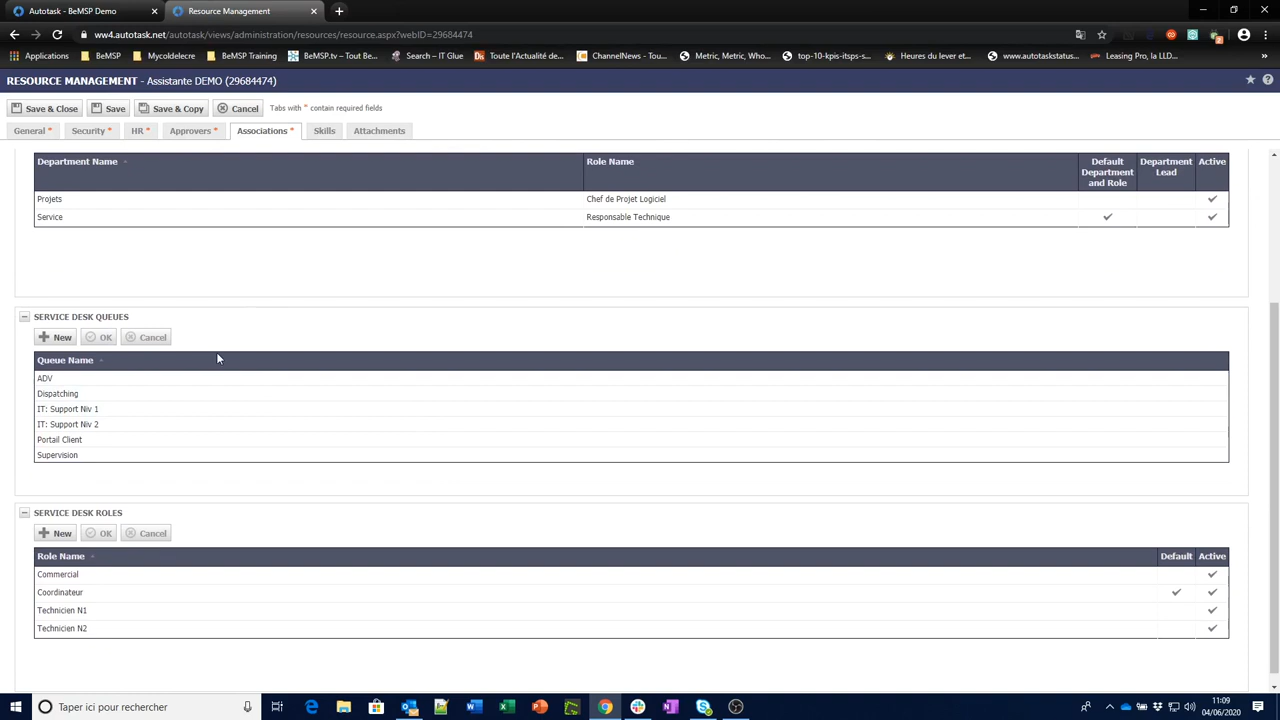 Autotask - BeMSP Demo
Resource Management
ww4.autotask.net/autotask/views/administration/resources/resource.aspx?webID=29684474
Applications
BeMSP
Mycoldelecre
BeMSP Training
BeMSP.tv – Tout le Be...
Search – IT Glue
Toute l'Actualité de...
ChannelNews - Tout...
Metric, Metric, Who...
top-10-kpis-itsps-s...
Heures du lever et...
www.autotaskstatus...
Leasing Pro, la LLD...
RESOURCE MANAGEMENT - Assistante DEMO (29684474)
Save & Close
Save
Save & Copy
Cancel
Tabs with * contain required fields
General *
Security *
HR *
Approvers *
Associations *
Skills
Attachments
Department Name
Role Name
Default Department and Role
Department Lead
Active
Projets
Chef de Projet Logiciel
Service
Responsable Technique
SERVICE DESK QUEUES
New
OK
Cancel
Queue Name
ADV
Dispatching
IT: Support Niv 1
IT: Support Niv 2
Portail Client
Supervision
SERVICE DESK ROLES
New
OK
Cancel
Role Name
Default
Active
Commercial
Coordinateur
Technicien N1
Technicien N2
Taper ici pour rechercher
11:09
04/06/2020